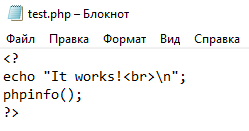 test.php – Блокнот
Файл Правка Формат Вид Справка
<?
echo "It works!<br>\n";
phpinfo();
?>